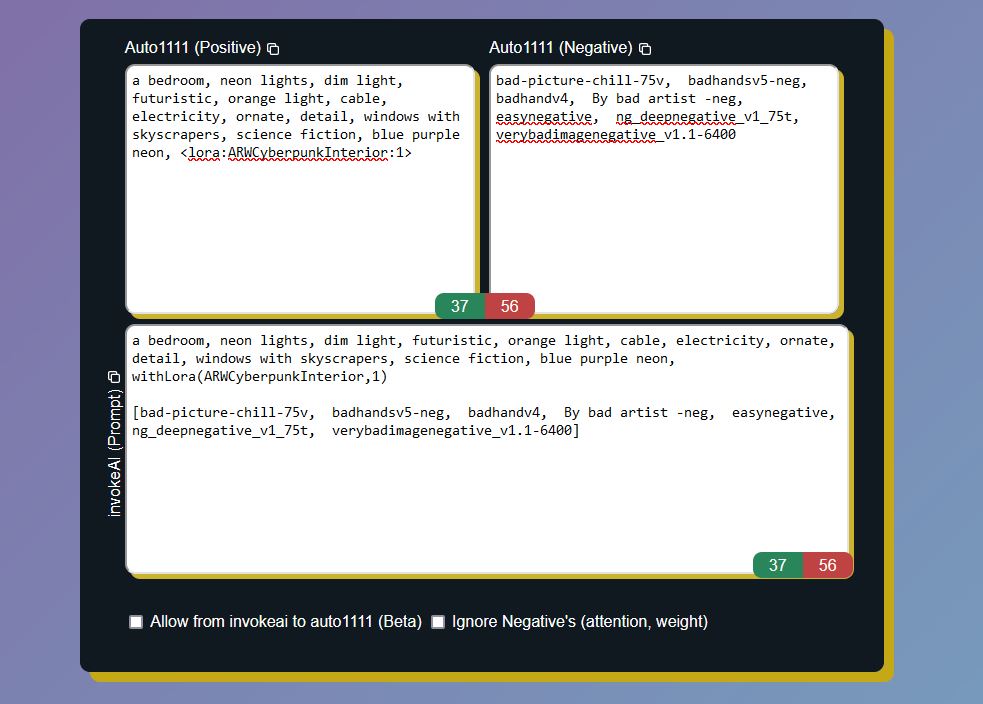 Auto1111 (Positive)
a bedroom, neon lights, dim light,
futuristic, orange light, cable,
electricity, ornate, detail, windows with
skyscrapers, science fiction, blue purple
neon, <lora:ARWCyberpunkInterior:1>
Auto1111 (Negative)
bad-picture-chill-75v,  badhandsv5-neg,
badhandv4,  By bad artist -neg,
easynegative,  ng_deepnegative_v1_75t,
verybadimagenegative_v1.1-6400
37 56
invokeAI (Prompt)
a bedroom, neon lights, dim light, futuristic, orange light, cable, electricity, ornate,
detail, windows with skyscrapers, science fiction, blue purple neon,
withLora(ARWCyberpunkInterior,1)
[bad-picture-chill-75v,  badhandsv5-neg,  badhandv4,  By bad artist -neg,  easynegative,
ng_deepnegative_v1_75t,  verybadimagenegative_v1.1-6400]
37 56
Allow from invokeai to auto1111 (Beta) Ignore Negative's (attention, weight)